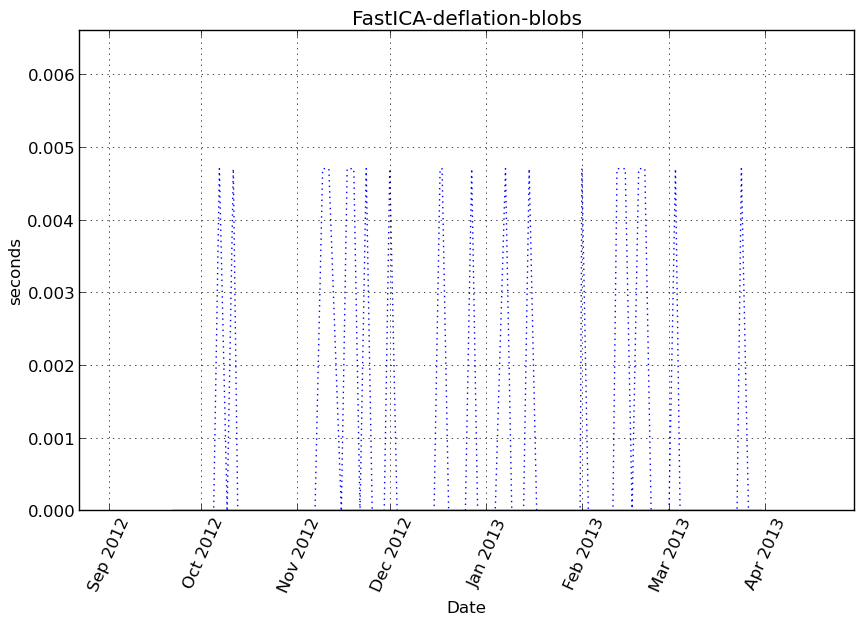 FastICA-deflation-blobs
0.006
0.005
0.004
0.003
0.002
0.001
0.000
seconds
Sep 2012
Oct 2012
Nov 2012
Dec 2012
Jan 2013
Feb 2013
Mar 2013
Apr 2013
Date